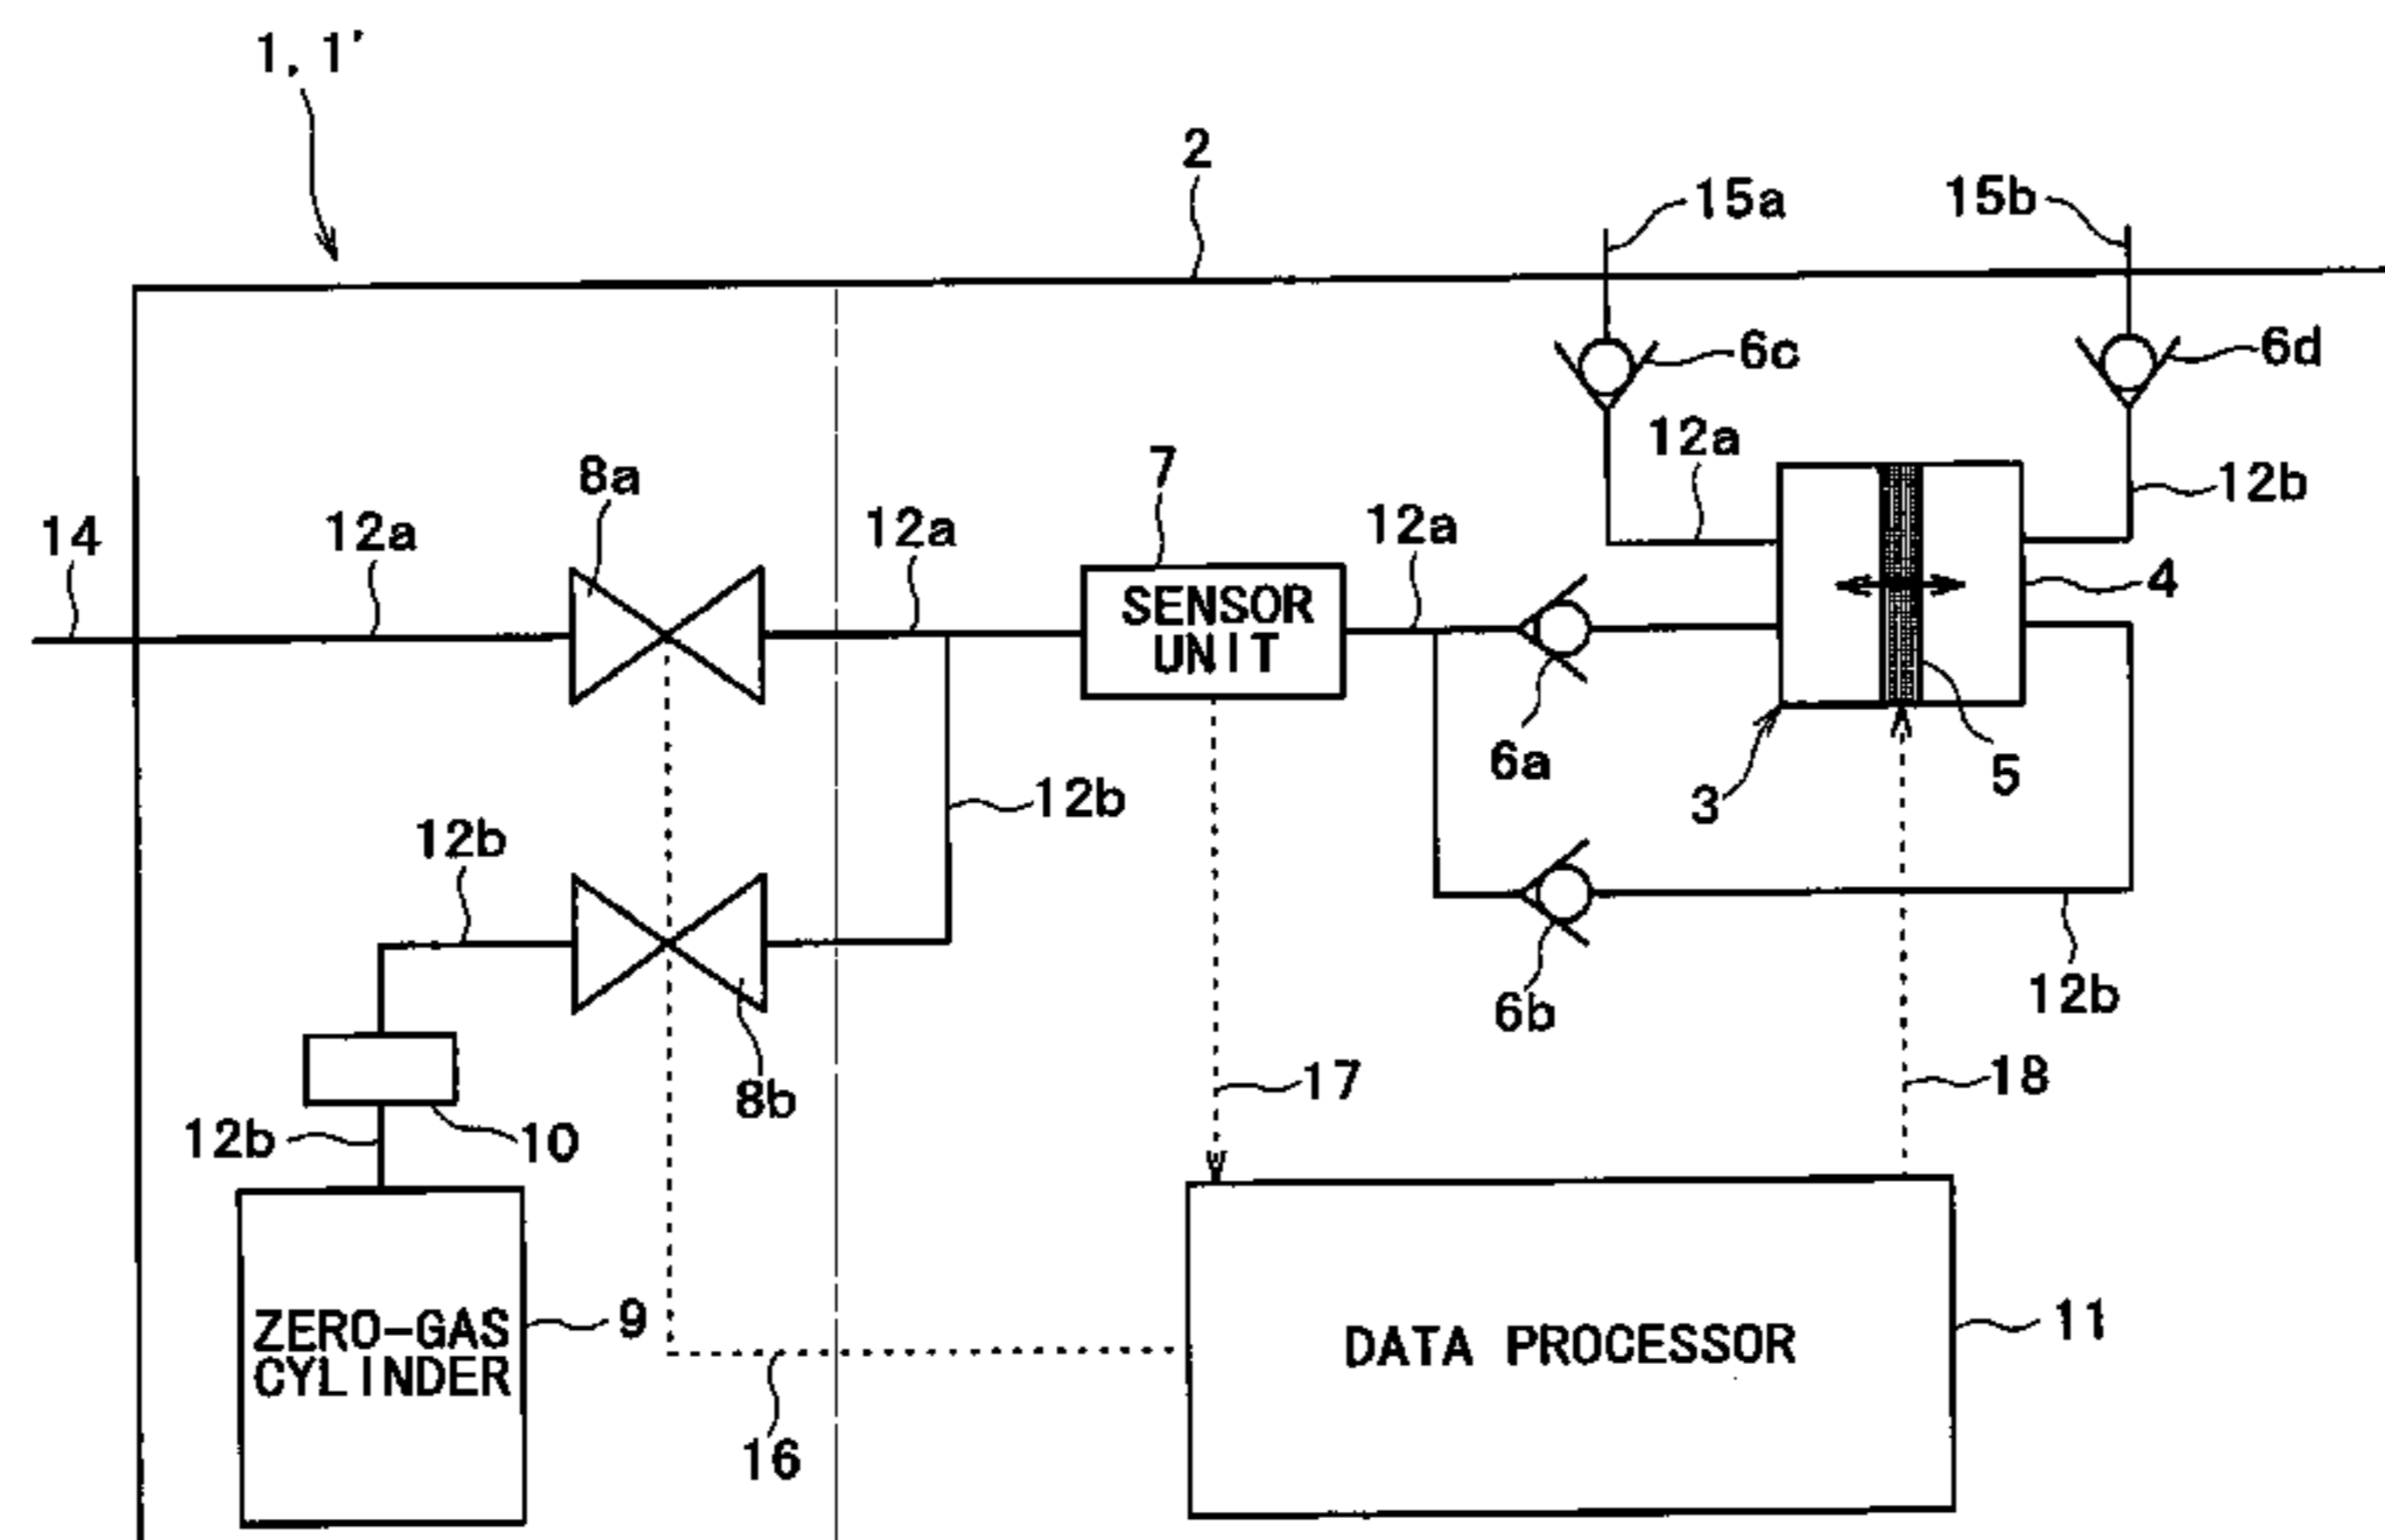 1, 1'
2
15a
15b
6c
6d
12a
12b
8a
7
14
12a
12a
12a
4
SENSOR
UNIT
6a
3
5
12b
12b
6b
12b
8b
17
18
12b
10
ZERO-GAS
CYLINDER
9
DATA PROCESSOR
11
16